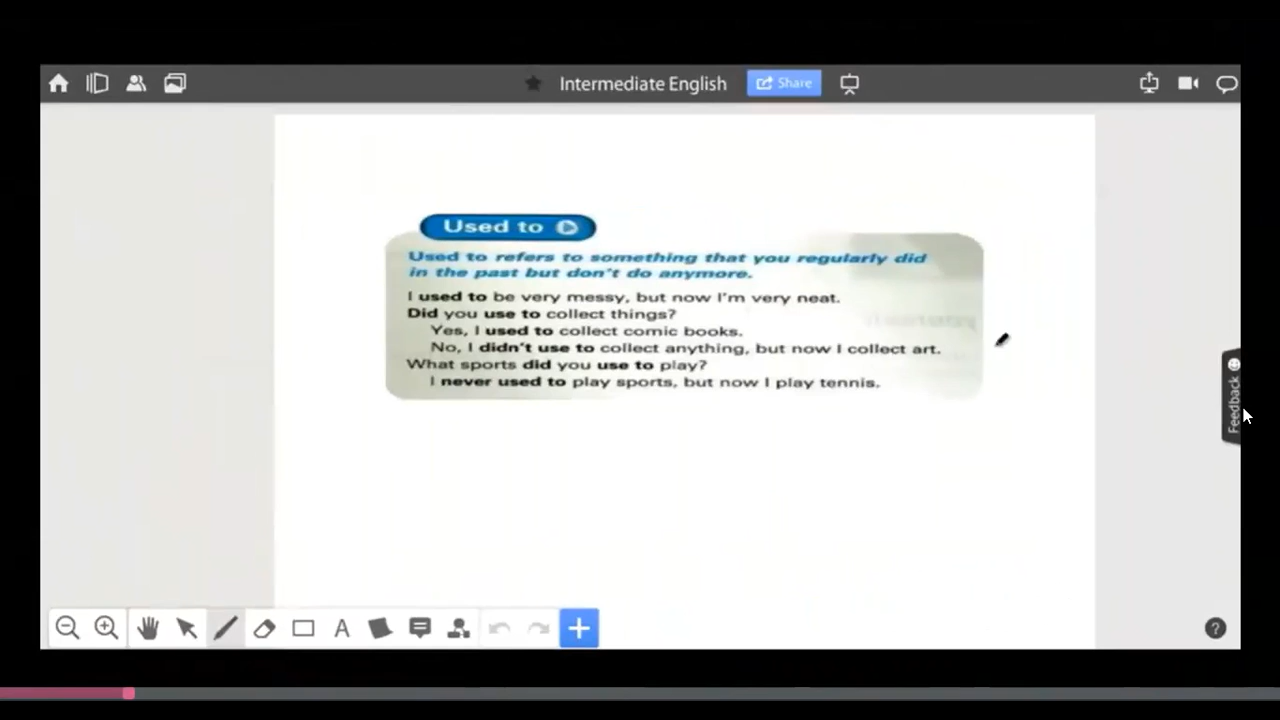 Intermediate English
Share
Used to
Used to refers to something that you regularly did
in the past but don't do anymore.
I used to be very messy, but now I'm very neat.
Did you use to collect things?
Yes, I used to collect comic books.
No, I didn't use to collect anything, but now I collect art.
What sports did you use to play?
I never used to play sports, but now I play tennis.
Feedback
A
?